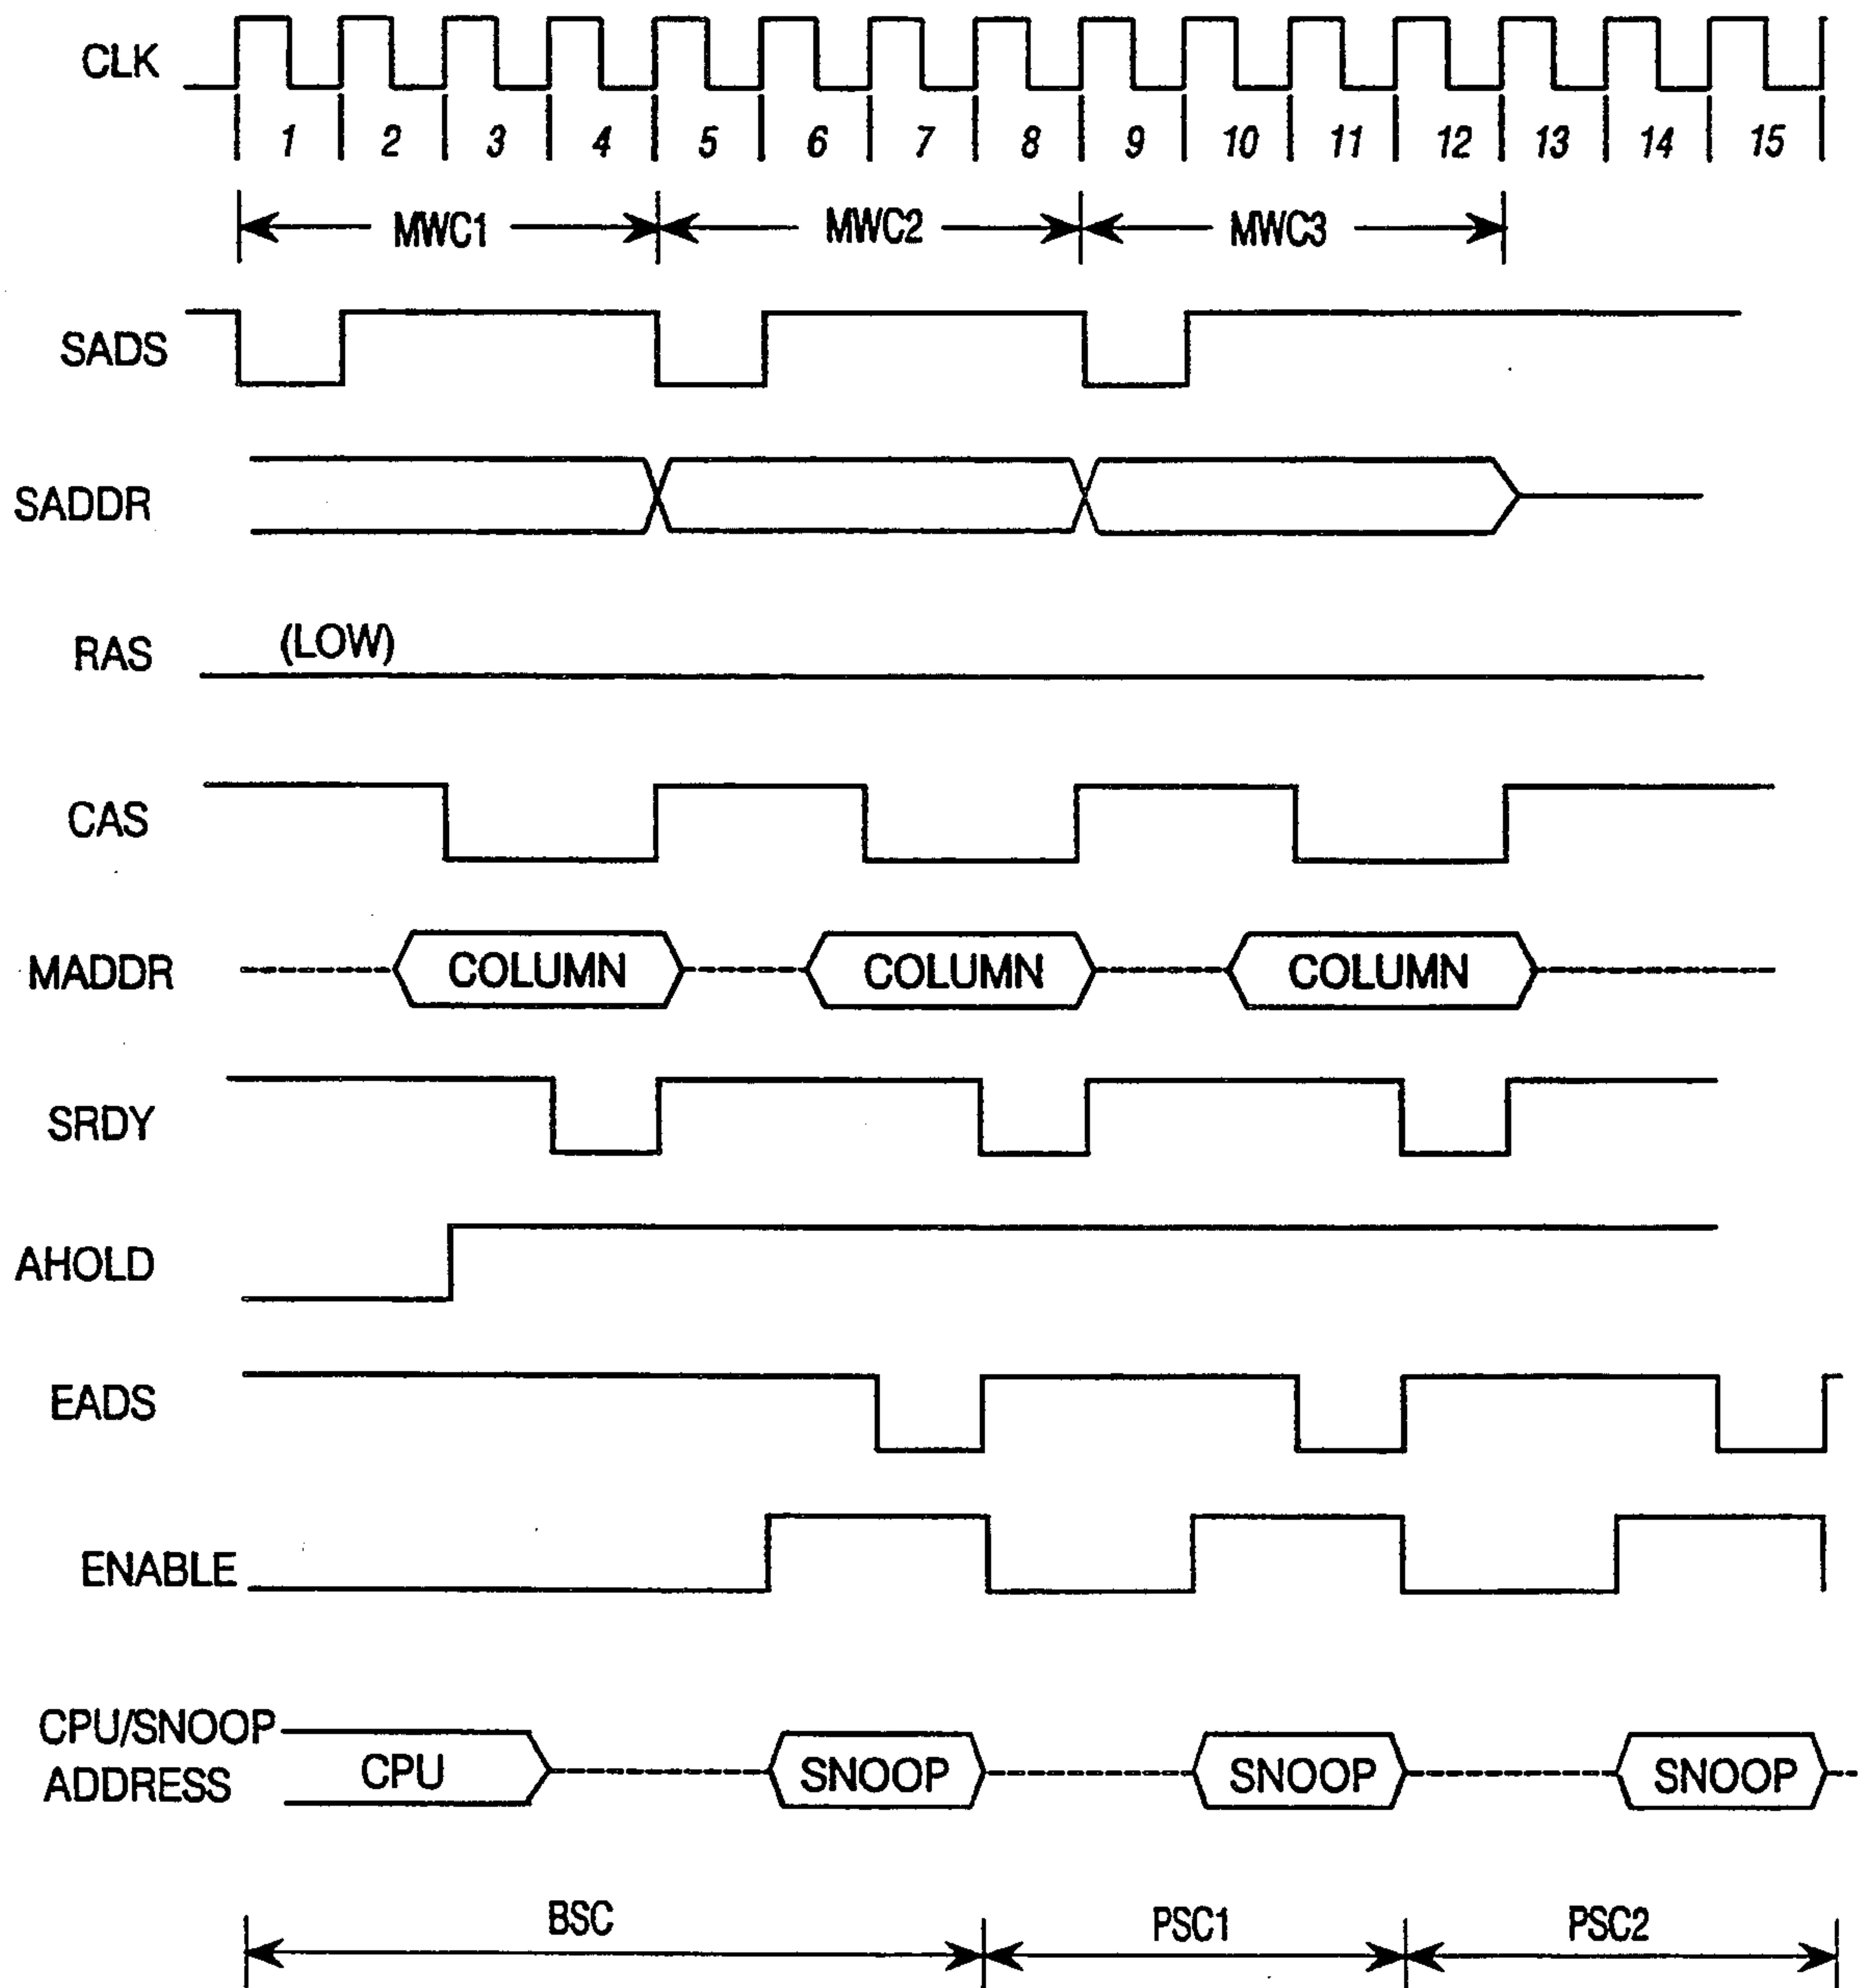 CLK
1 2 3 4 5 6 7 8 9 10 11 12 13 14 15
MWC1 MWC2 MWC3
SADS
SADDR
RAS (LOW)
CAS
MADDR COLUMN COLUMN COLUMN
SRDY
AHOLD
EADS
ENABLE
CPU/SNOOP
ADDRESS CPU SNOOP SNOOP SNOOP
BSC PSC1 PSC2